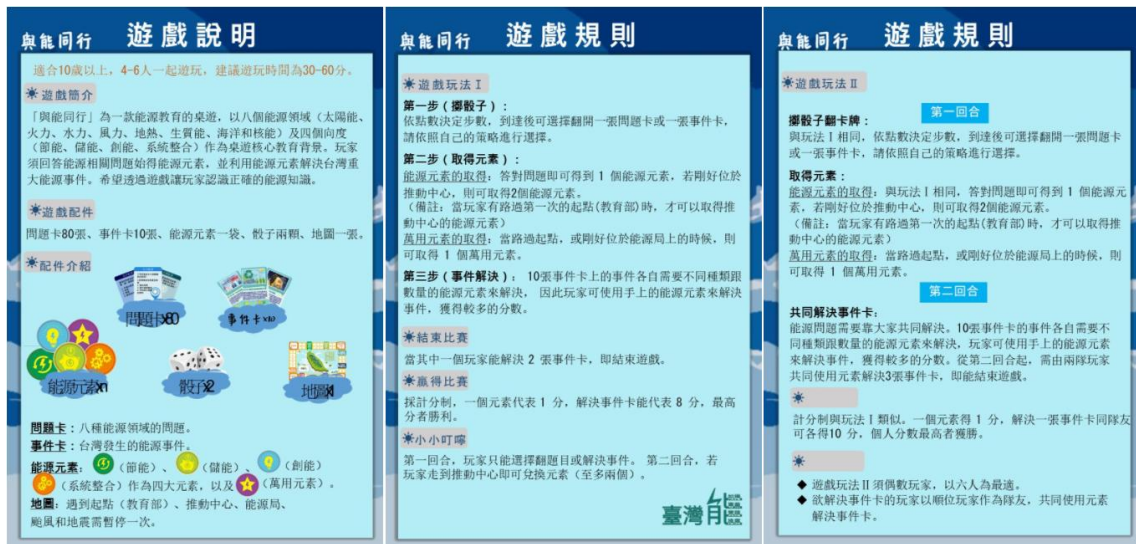 與能同行 遊戲說明
適合10歲以上，4-6人一起遊玩，建議遊玩時間為30-60分。
遊戲簡介
「與能同行」為一款能源教育的桌遊，以八個能源領域（太陽能、
火力、水力、風力、地熱、生質能、海洋和核能）及四個向度
（節能、儲能、創能、系統整合）作為桌遊核心教育背景。玩家
須回答能源相關問題始得能源元素，並利用能源元素解決台灣重
大能源事件。希望透過遊戲讓玩家認識正確的能源知識。
遊戲配件
問題卡80張、事件卡10張、能源元素一袋、骰子兩顆、地圖一張。
配件介紹
問題卡x80
事件卡x10
能源元素x1
骰子x2
地圖x1
問題卡：八種能源領域的問題。
事件卡：台灣發生的能源事件。
能源元素：（節能）、（儲能）、（創能）
（系統整合）作為四大元素，以及（萬用元素）。
地圖：遇到起點（教育部）、推動中心、能源局、
颱風和地震需暫停一次。
與能同行 遊戲規則
遊戲玩法 I
第一步（擲骰子）：
依點數決定步數，到達後可選擇翻開一張問題卡或一張事件卡，
請依照自己的策略進行選擇。
第二步（取得元素）：
能源元素的取得：答對問題即可得到 1 個能源元素，若剛好位於
推動中心，則可取得2個能源元素。
（備註：當玩家有路過第一次的起點(教育部)時，才可以取得推
動中心的能源元素）
萬用元素的取得：當路過起點，或剛好位於能源局上的時候，則
可取得 1 個萬用元素。
第三步（事件解決）：10張事件卡上的事件各自需要不同種類跟
數量的能源元素來解決， 因此玩家可使用手上的能源元素來解決
事件，獲得較多的分數。
結束比賽
當其中一個玩家能解決 2 張事件卡，即結束遊戲。
贏得比賽
採計分制，一個元素代表 1 分，解決事件卡能代表 8 分，最高
分者勝利。
小小叮嚀
第一回合，玩家只能選擇翻題目或解決事件。 第二回合，若
玩家走到推動中心即可兌換元素（至多兩個）。
臺灣能
與能同行 遊戲規則
遊戲玩法 II
第一回合
擲骰子翻卡牌：
與玩法 I 相同，依點數決定步數，到達後可選擇翻開一張問題卡
或一張事件卡，請依照自己的策略進行選擇。
取得元素：
能源元素的取得：與玩法 I 相同，答對問題即可得到 1 個能源元
素，若剛好位於推動中心，則可取得2個能源元素。
（備註：當玩家有路過第一次的起點(教育部)時，才可以取得推
動中心的能源元素）
萬用元素的取得：當路過起點，或剛好位於能源局上的時候，則
可取得 1 個萬用元素。
第二回合
共同解決事件卡：
能源問題需要靠大家共同解決。10張事件卡的事件各自需要不
同種類跟數量的能源元素來解決，玩家可使用手上的能源元素
來解決事件，獲得較多的分數。從第二回合起，需由兩隊玩家
共同使用元素解決3張事件卡，即能結束遊戲。
計分制與玩法 I 類似。一個元素得 1 分，解決一張事件卡同隊友
可各得10 分，個人分數最高者獲勝。
◆ 遊戲玩法 II 須偶數玩家，以六人為最適。
◆ 欲解決事件卡的玩家以順位玩家作為隊友，共同使用元素
解決事件卡。